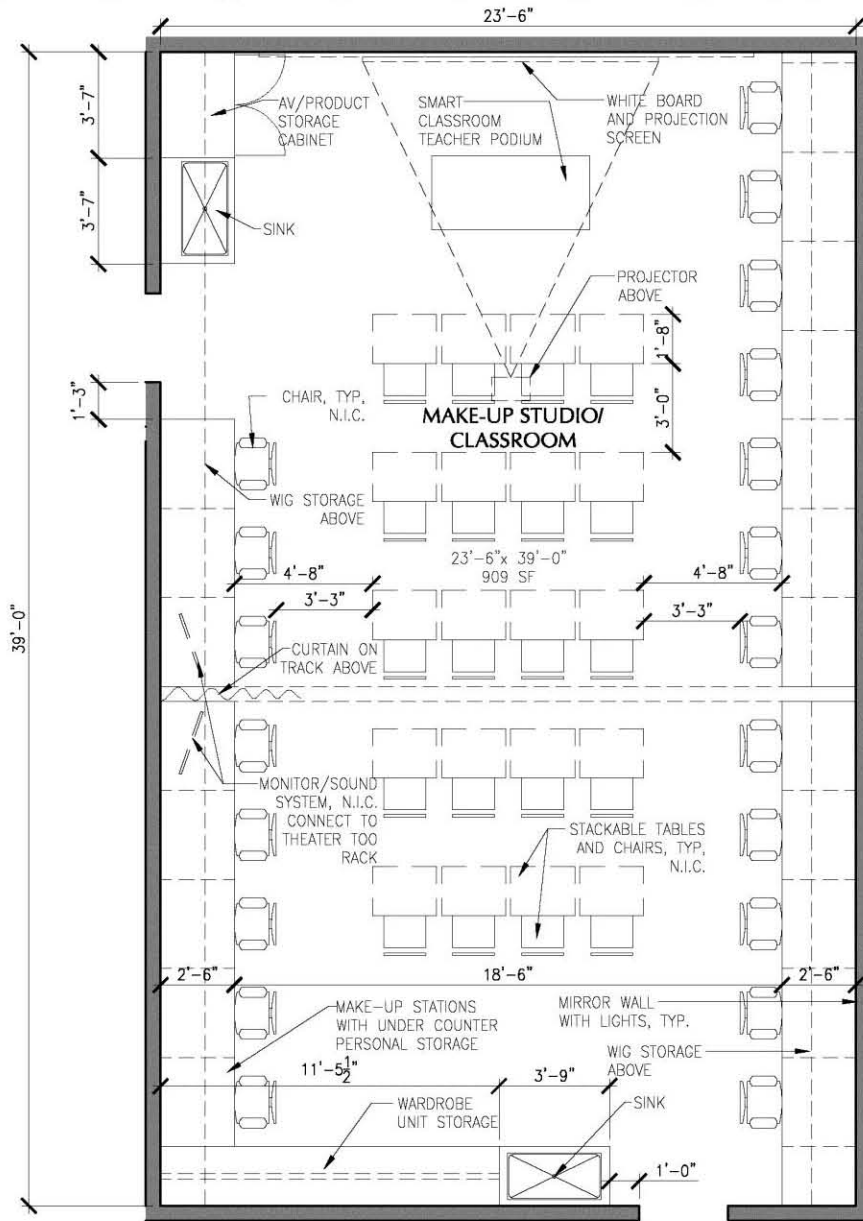 23'-6"
3'-7"
AV/PRODUCT
STORAGE
CABINET
SMART
CLASSROOM
TEACHER PODIUM
WHITE BOARD
AND PROJECTION
SCREEN
3'-7"
SINK
PROJECTOR
ABOVE
1'-8"
1'-3"
CHAIR, TYP.
N.I.C.
MAKE-UP STUDIO/
CLASSROOM
3'-0"
WIG STORAGE
ABOVE
23'-6"x 39'-0"
909 SF
4'-8"
4'-8"
3'-3"
3'-3"
39'-0"
CURTAIN ON
TRACK ABOVE
MONITOR/SOUND
SYSTEM, N.I.C.
CONNECT TO
THEATER TOO
RACK
STACKABLE TABLES
AND CHAIRS, TYP,
N.I.C.
2'-6"
18'-6"
2'-6"
MAKE-UP STATIONS
WITH UNDER COUNTER
PERSONAL STORAGE
MIRROR WALL
WITH LIGHTS, TYP.
WIG STORAGE
ABOVE
11'-5½"
3'-9"
WARDROBE
UNIT STORAGE
SINK
1'-0"